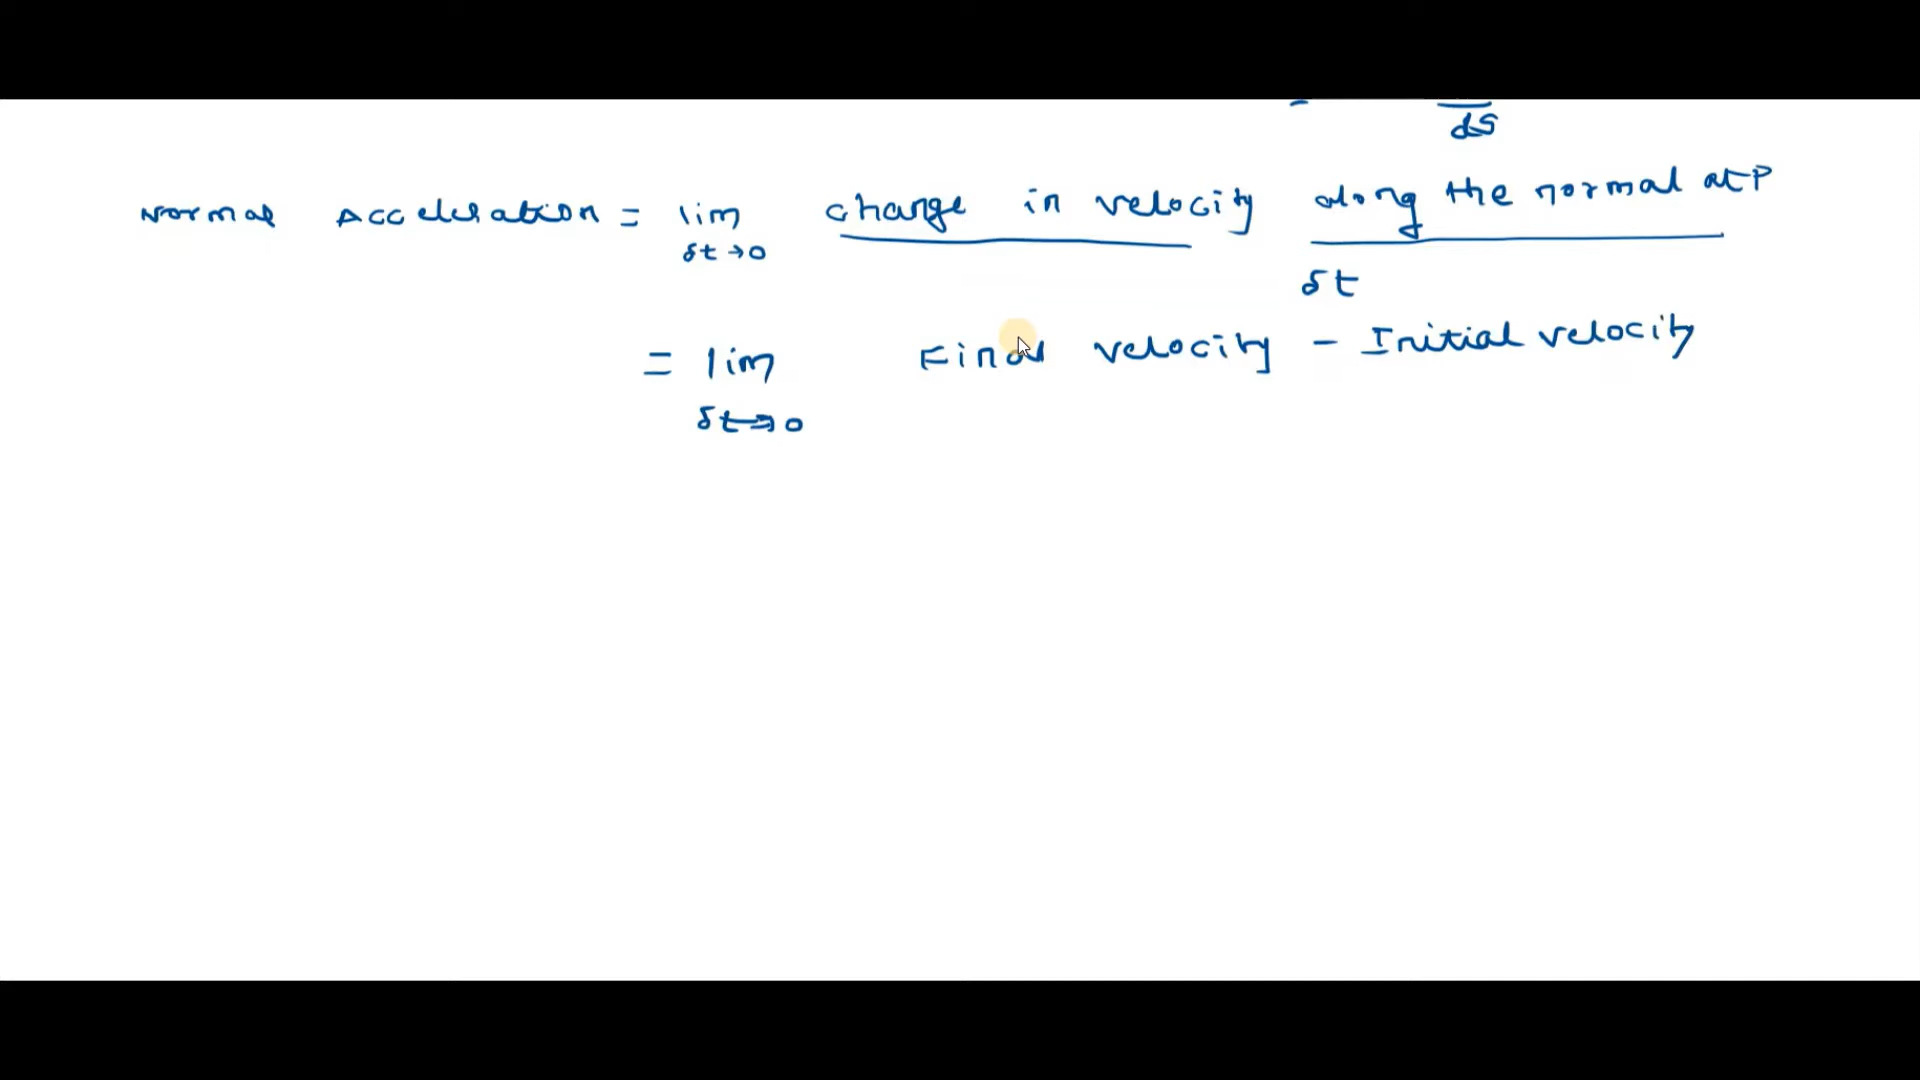 = ds
Normal Acceleration = lim change in velocity along the normal at P
δt→0
δt
= lim Final velocity - Initial velocity
δt→0